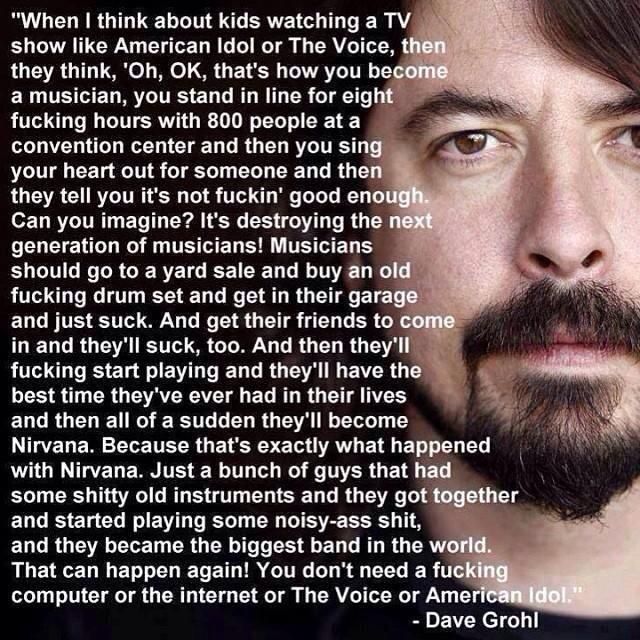 "When I think about kids watching a TV
show like American Idol or The Voice, then
they think, 'Oh, OK, that's how you become
a musician, you stand in line for eight
fucking hours with 800 people at a
convention center and then you sing
your heart out for someone and then
they tell you it's not fuckin' good enough.
Can you imagine? It's destroying the next
generation of musicians! Musicians
should go to a yard sale and buy an old
fucking drum set and get in their garage
and just suck. And get their friends to come
in and they'll suck, too. And then they'll
fucking start playing and they'll have the
best time they've ever had in their lives
and then all of a sudden they'll become
Nirvana. Because that's exactly what happened
with Nirvana. Just a bunch of guys that had
some shitty old instruments and they got together
and started playing some noisy-ass shit,
and they became the biggest band in the world.
That can happen again! You don't need a fucking
computer or the internet or The Voice or American Idol."
- Dave Grohl